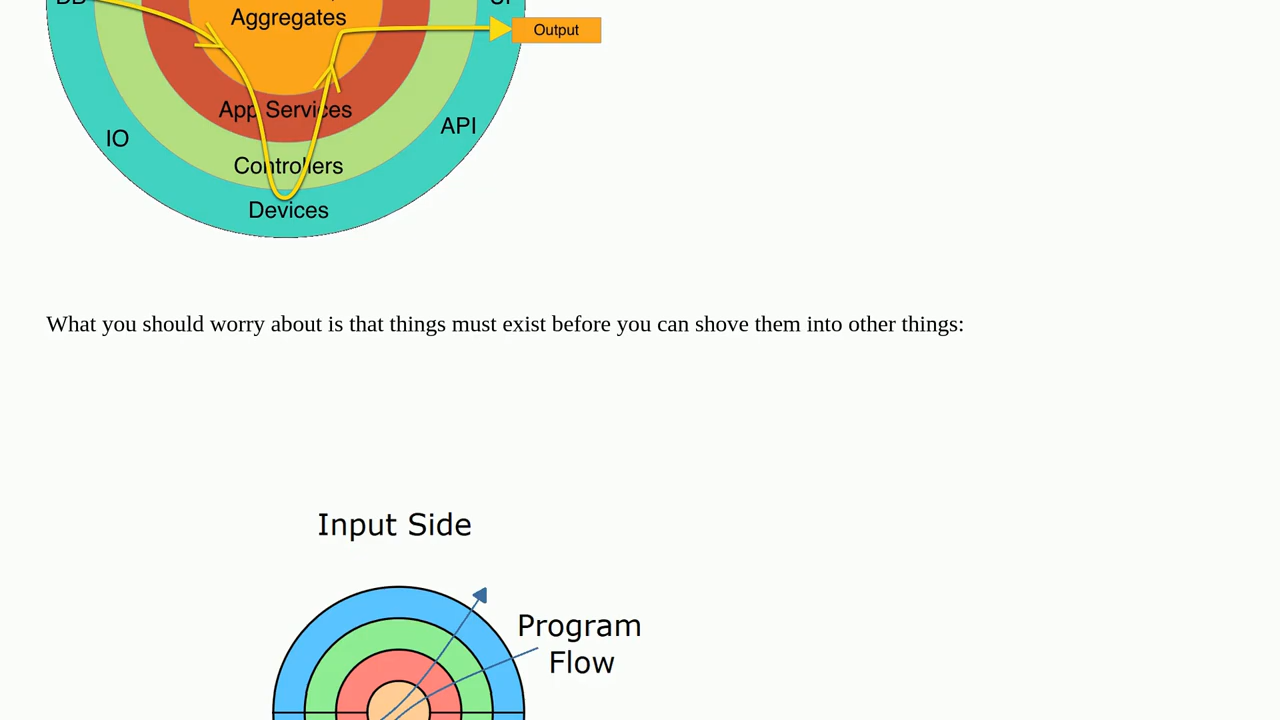 DB
Aggregates
Output
App Services
IO
API
Controllers
Devices
What you should worry about is that things must exist before you can shove them into other things:
Input Side
Program
Flow